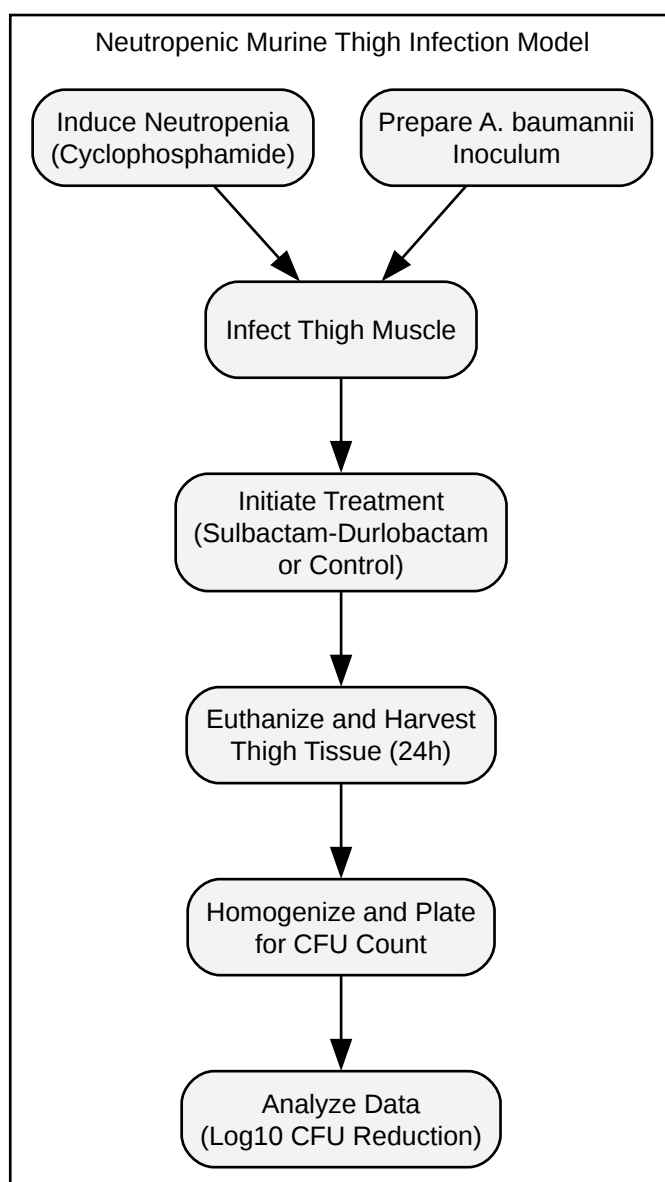 Neutropenic Murine Thigh Infection Model
Induce Neutropenia
(Cyclophosphamide)
Prepare A. baumannii
Inoculum
Infect Thigh Muscle
Initiate Treatment
(Sulbactam-Durlobactam
or Control)
Euthanize and Harvest
Thigh Tissue (24h)
Homogenize and Plate
for CFU Count
Analyze Data
(Log10 CFU Reduction)